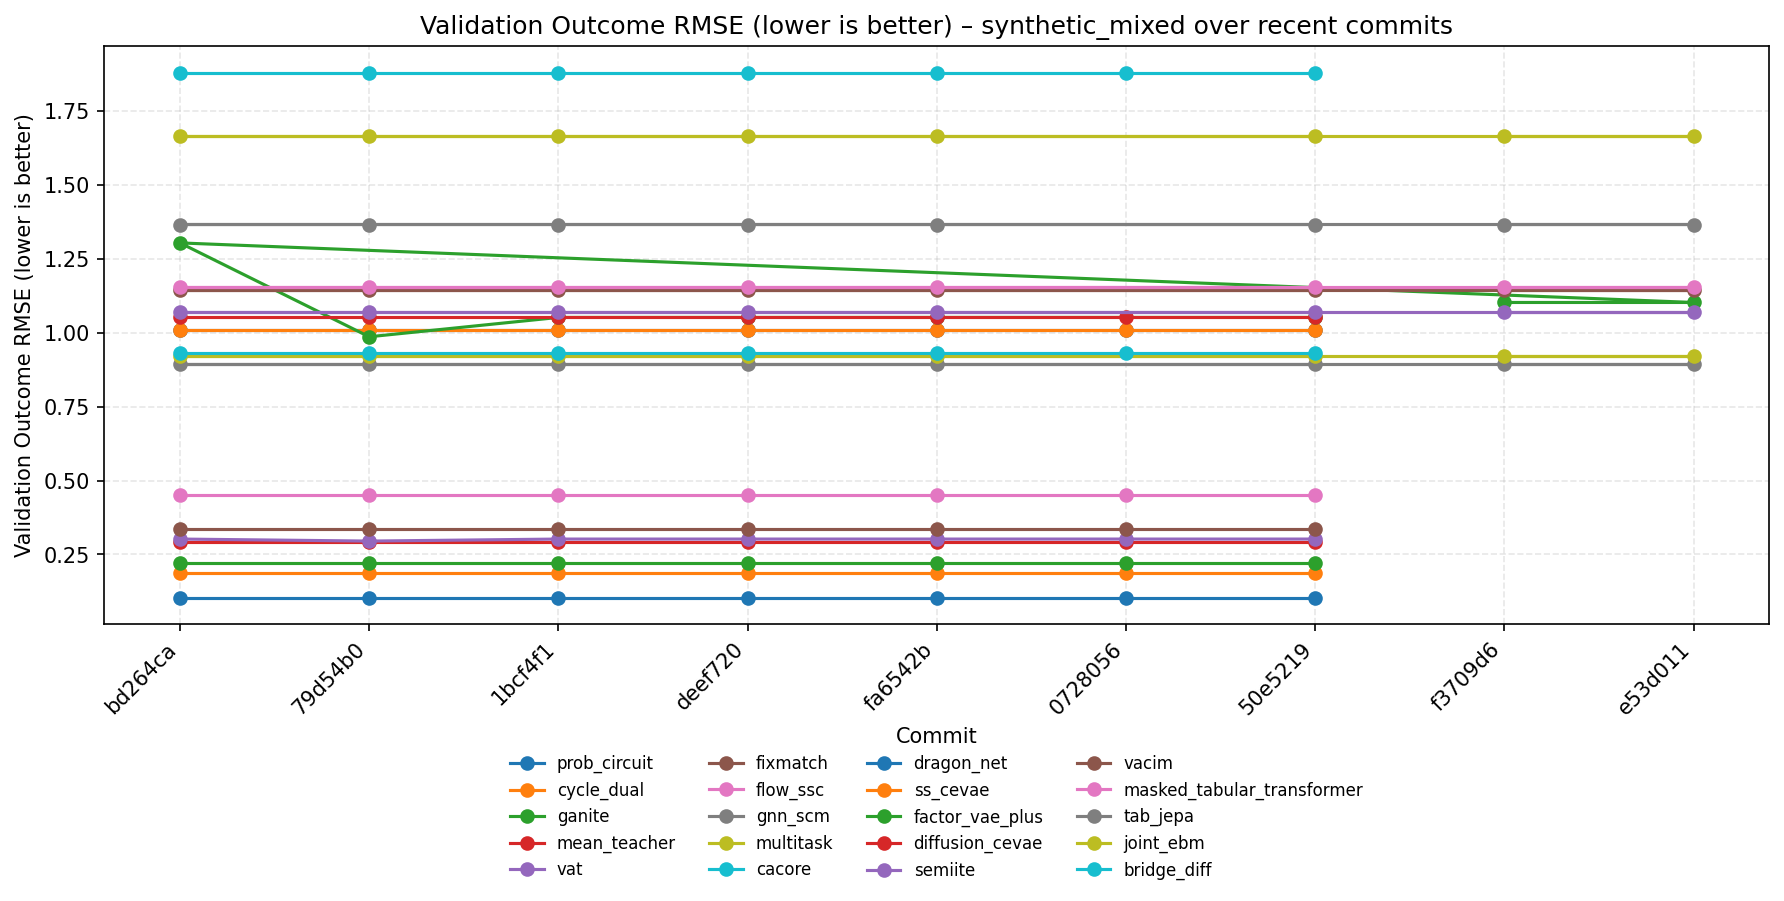 Validation Outcome RMSE (lower is better) – synthetic_mixed over recent commits
Validation Outcome RMSE (lower is better)
1.75
1.50
1.25
1.00
0.75
0.50
0.25
bd264ca
79d54b0
1bcf4f1
deef720
fa6542b
0728056
50e5219
f3709d6
e53d011
Commit
prob_circuit
cycle_dual
ganite
mean_teacher
vat
fixmatch
flow_ssc
gnn_scm
multitask
cacore
dragon_net
ss_cevae
factor_vae_plus
diffusion_cevae
semiite
vacim
masked_tabular_transformer
tab_jepa
joint_ebm
bridge_diff